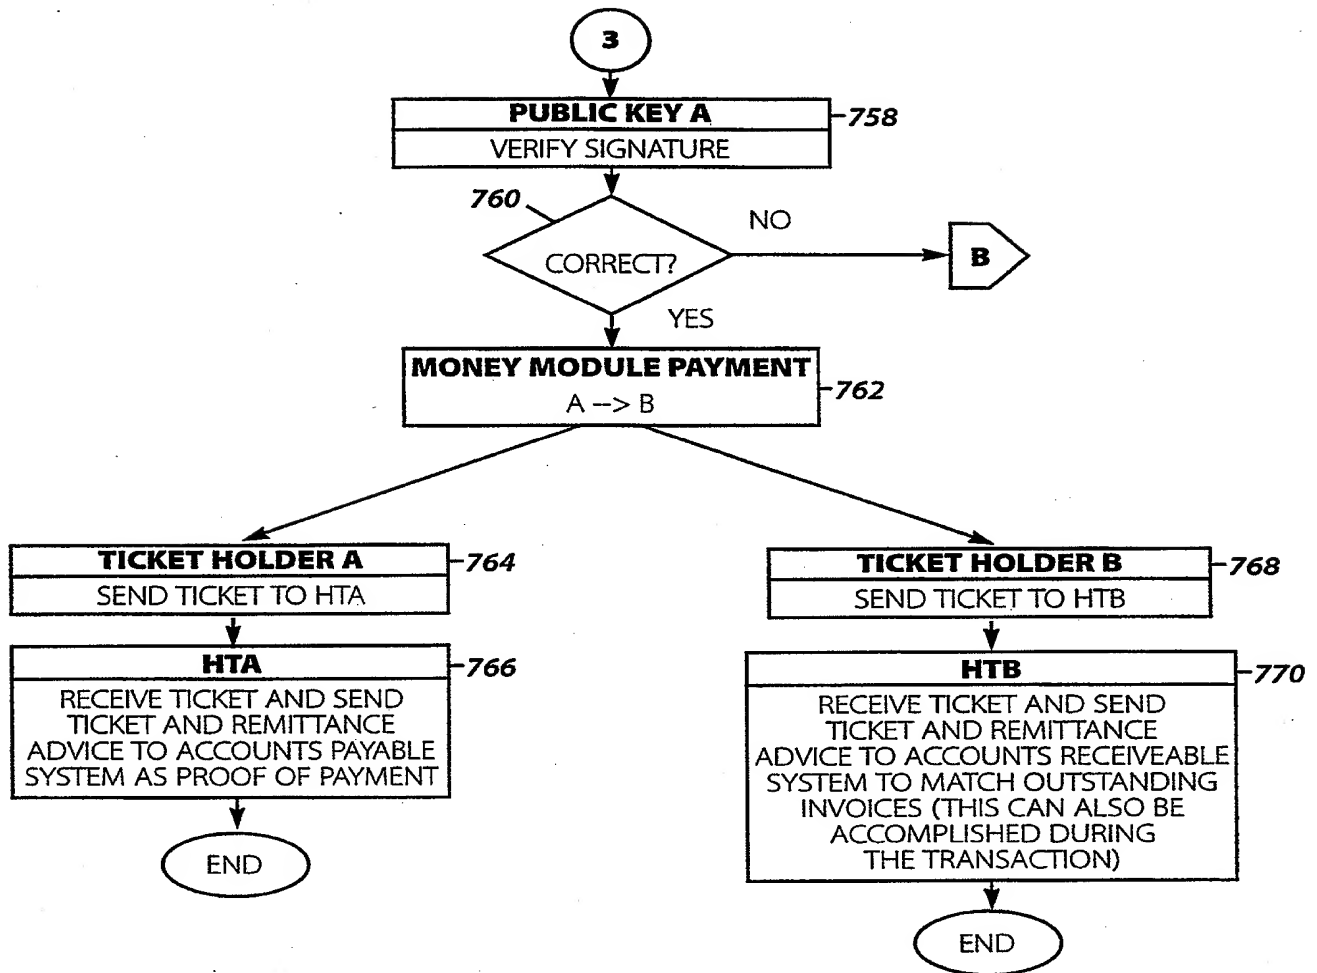 3
PUBLIC KEY A
758
VERIFY SIGNATURE
760
NO
CORRECT?
B
YES
MONEY MODULE PAYMENT
A --> B
762
TICKET HOLDER A
764
SEND TICKET TO HTA
HTA
766
RECEIVE TICKET AND SEND
TICKET AND REMITTANCE
ADVICE TO ACCOUNTS PAYABLE
SYSTEM AS PROOF OF PAYMENT
END
TICKET HOLDER B
768
SEND TICKET TO HTB
HTB
770
RECEIVE TICKET AND SEND
TICKET AND REMITTANCE
ADVICE TO ACCOUNTS RECEIVEABLE
SYSTEM TO MATCH OUTSTANDING
INVOICES (THIS CAN ALSO BE
ACCOMPLISHED DURING
THE TRANSACTION)
END